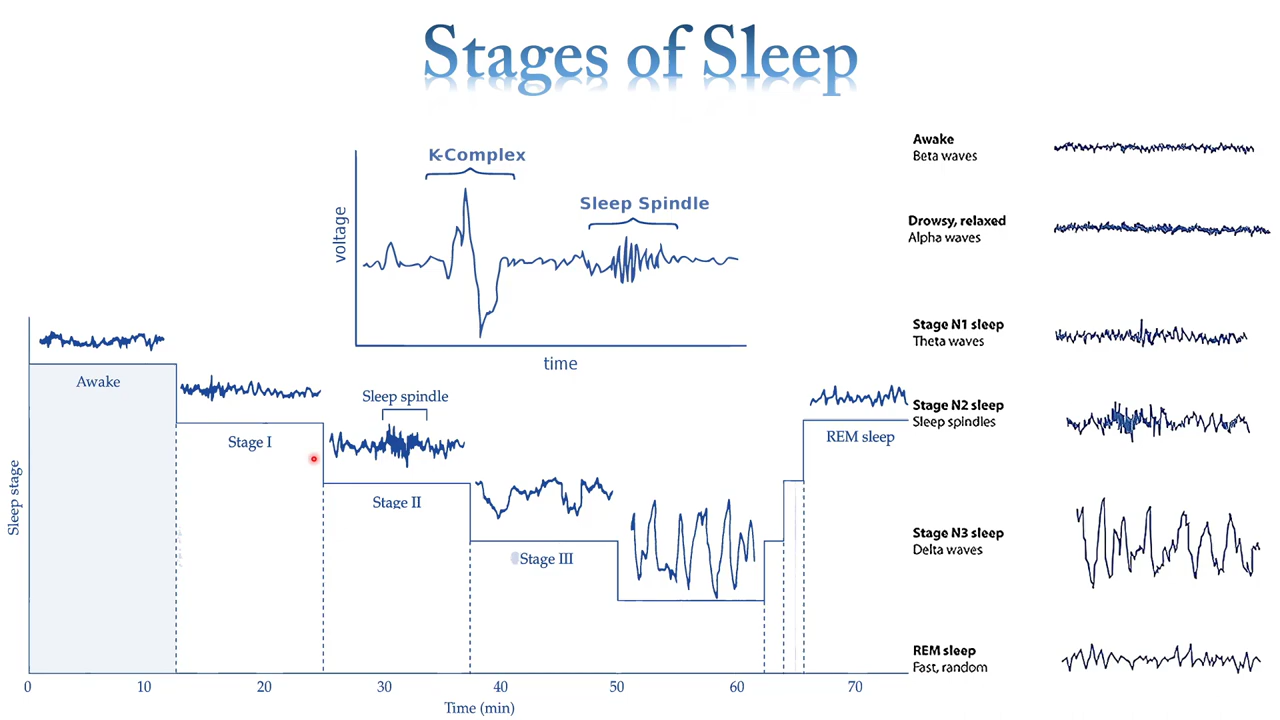 Stages of Sleep
K-Complex
Sleep Spindle
voltage
time
Awake
Stage I
Sleep spindle
Stage II
Stage III
REM sleep
Sleep stage
0 10 20 30 40 50 60 70
Time (min)
Awake
Beta waves
Drowsy, relaxed
Alpha waves
Stage N1 sleep
Theta waves
Stage N2 sleep
Sleep spindles
Stage N3 sleep
Delta waves
REM sleep
Fast, random